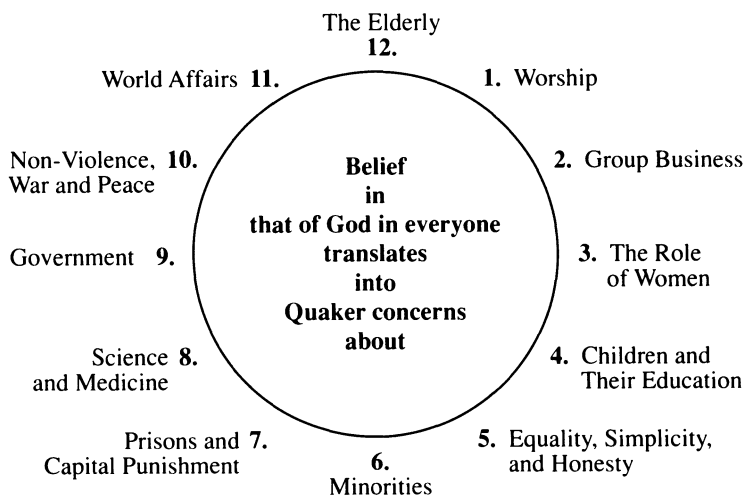 The Elderly
12.
World Affairs 11.
1. Worship
Non-Violence, 10.
War and Peace
2. Group Business
Belief
in
that of God in everyone
translates
into
Quaker concerns
about
Government 9.
3. The Role
of Women
Science 8.
and Medicine
4. Children and
Their Education
Prisons and 7.
Capital Punishment
5. Equality, Simplicity,
and Honesty
6.
Minorities